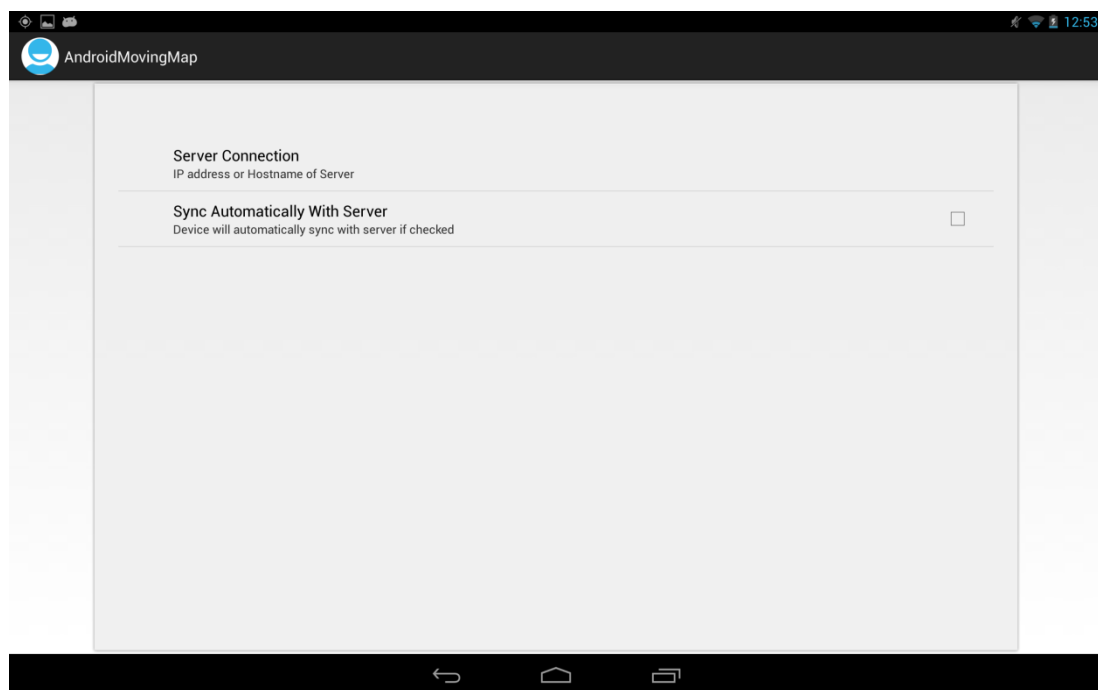 12:53
AndroidMovingMap
Server Connection
IP address or Hostname of Server
Sync Automatically With Server
Device will automatically sync with server if checked